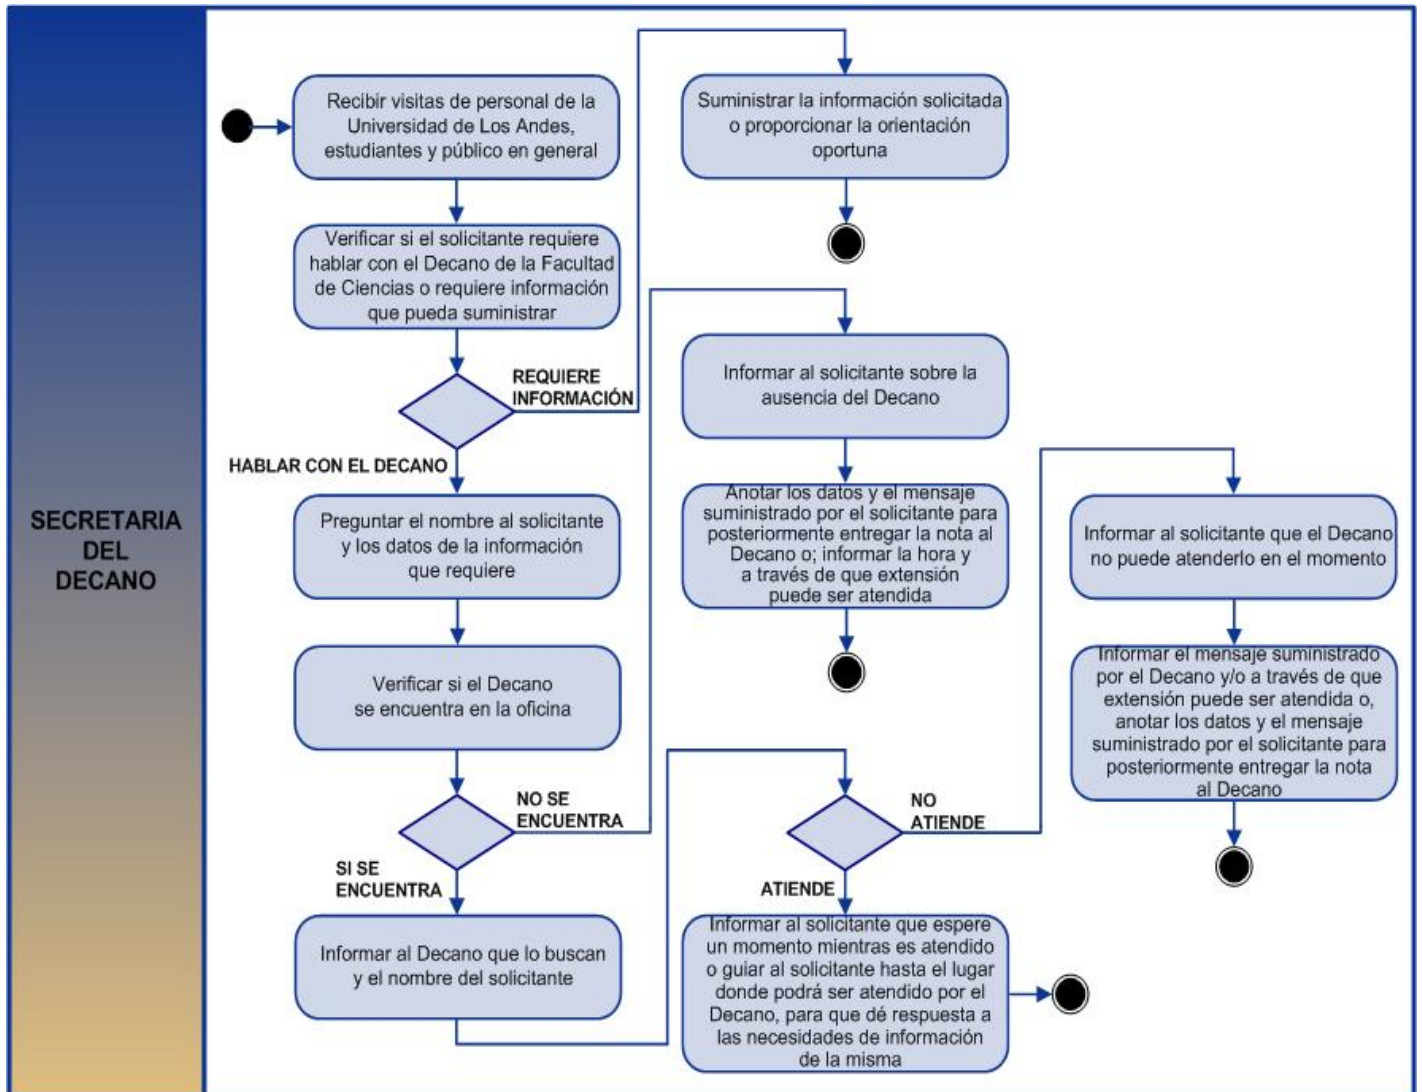 SECRETARIA
DEL
DECANO
Recibir visitas de personal de la
Universidad de Los Andes,
estudiantes y público en general
Verificar si el solicitante requiere
hablar con el Decano de la Facultad
de Ciencias o requiere información
que pueda suministrar
REQUIERE
INFORMACIÓN
Suministrar la información solicitada
o proporcionar la orientación
oportuna
HABLAR CON EL DECANO
Preguntar el nombre al solicitante
y los datos de la información
que requiere
Verificar si el Decano
se encuentra en la oficina
NO SE
ENCUENTRA
Informar al solicitante sobre la
ausencia del Decano
Anotar los datos y el mensaje
suministrado por el solicitante para
posteriormente entregar la nota al
Decano o; informar la hora y
a través de que extensión
puede ser atendida
SI SE
ENCUENTRA
Informar al Decano que lo buscan
y el nombre del solicitante
NO
ATIENDE
Informar al solicitante que el Decano
no puede atenderlo en el momento
Informar el mensaje suministrado
por el Decano y/o a través de que
extensión puede ser atendida o,
anotar los datos y el mensaje
suministrado por el solicitante para
posteriormente entregar la nota
al Decano
ATIENDE
Informar al solicitante que espere
un momento mientras es atendido
o guiar al solicitante hasta el lugar
donde podrá ser atendido por el
Decano, para que dé respuesta a
las necesidades de información
de la misma